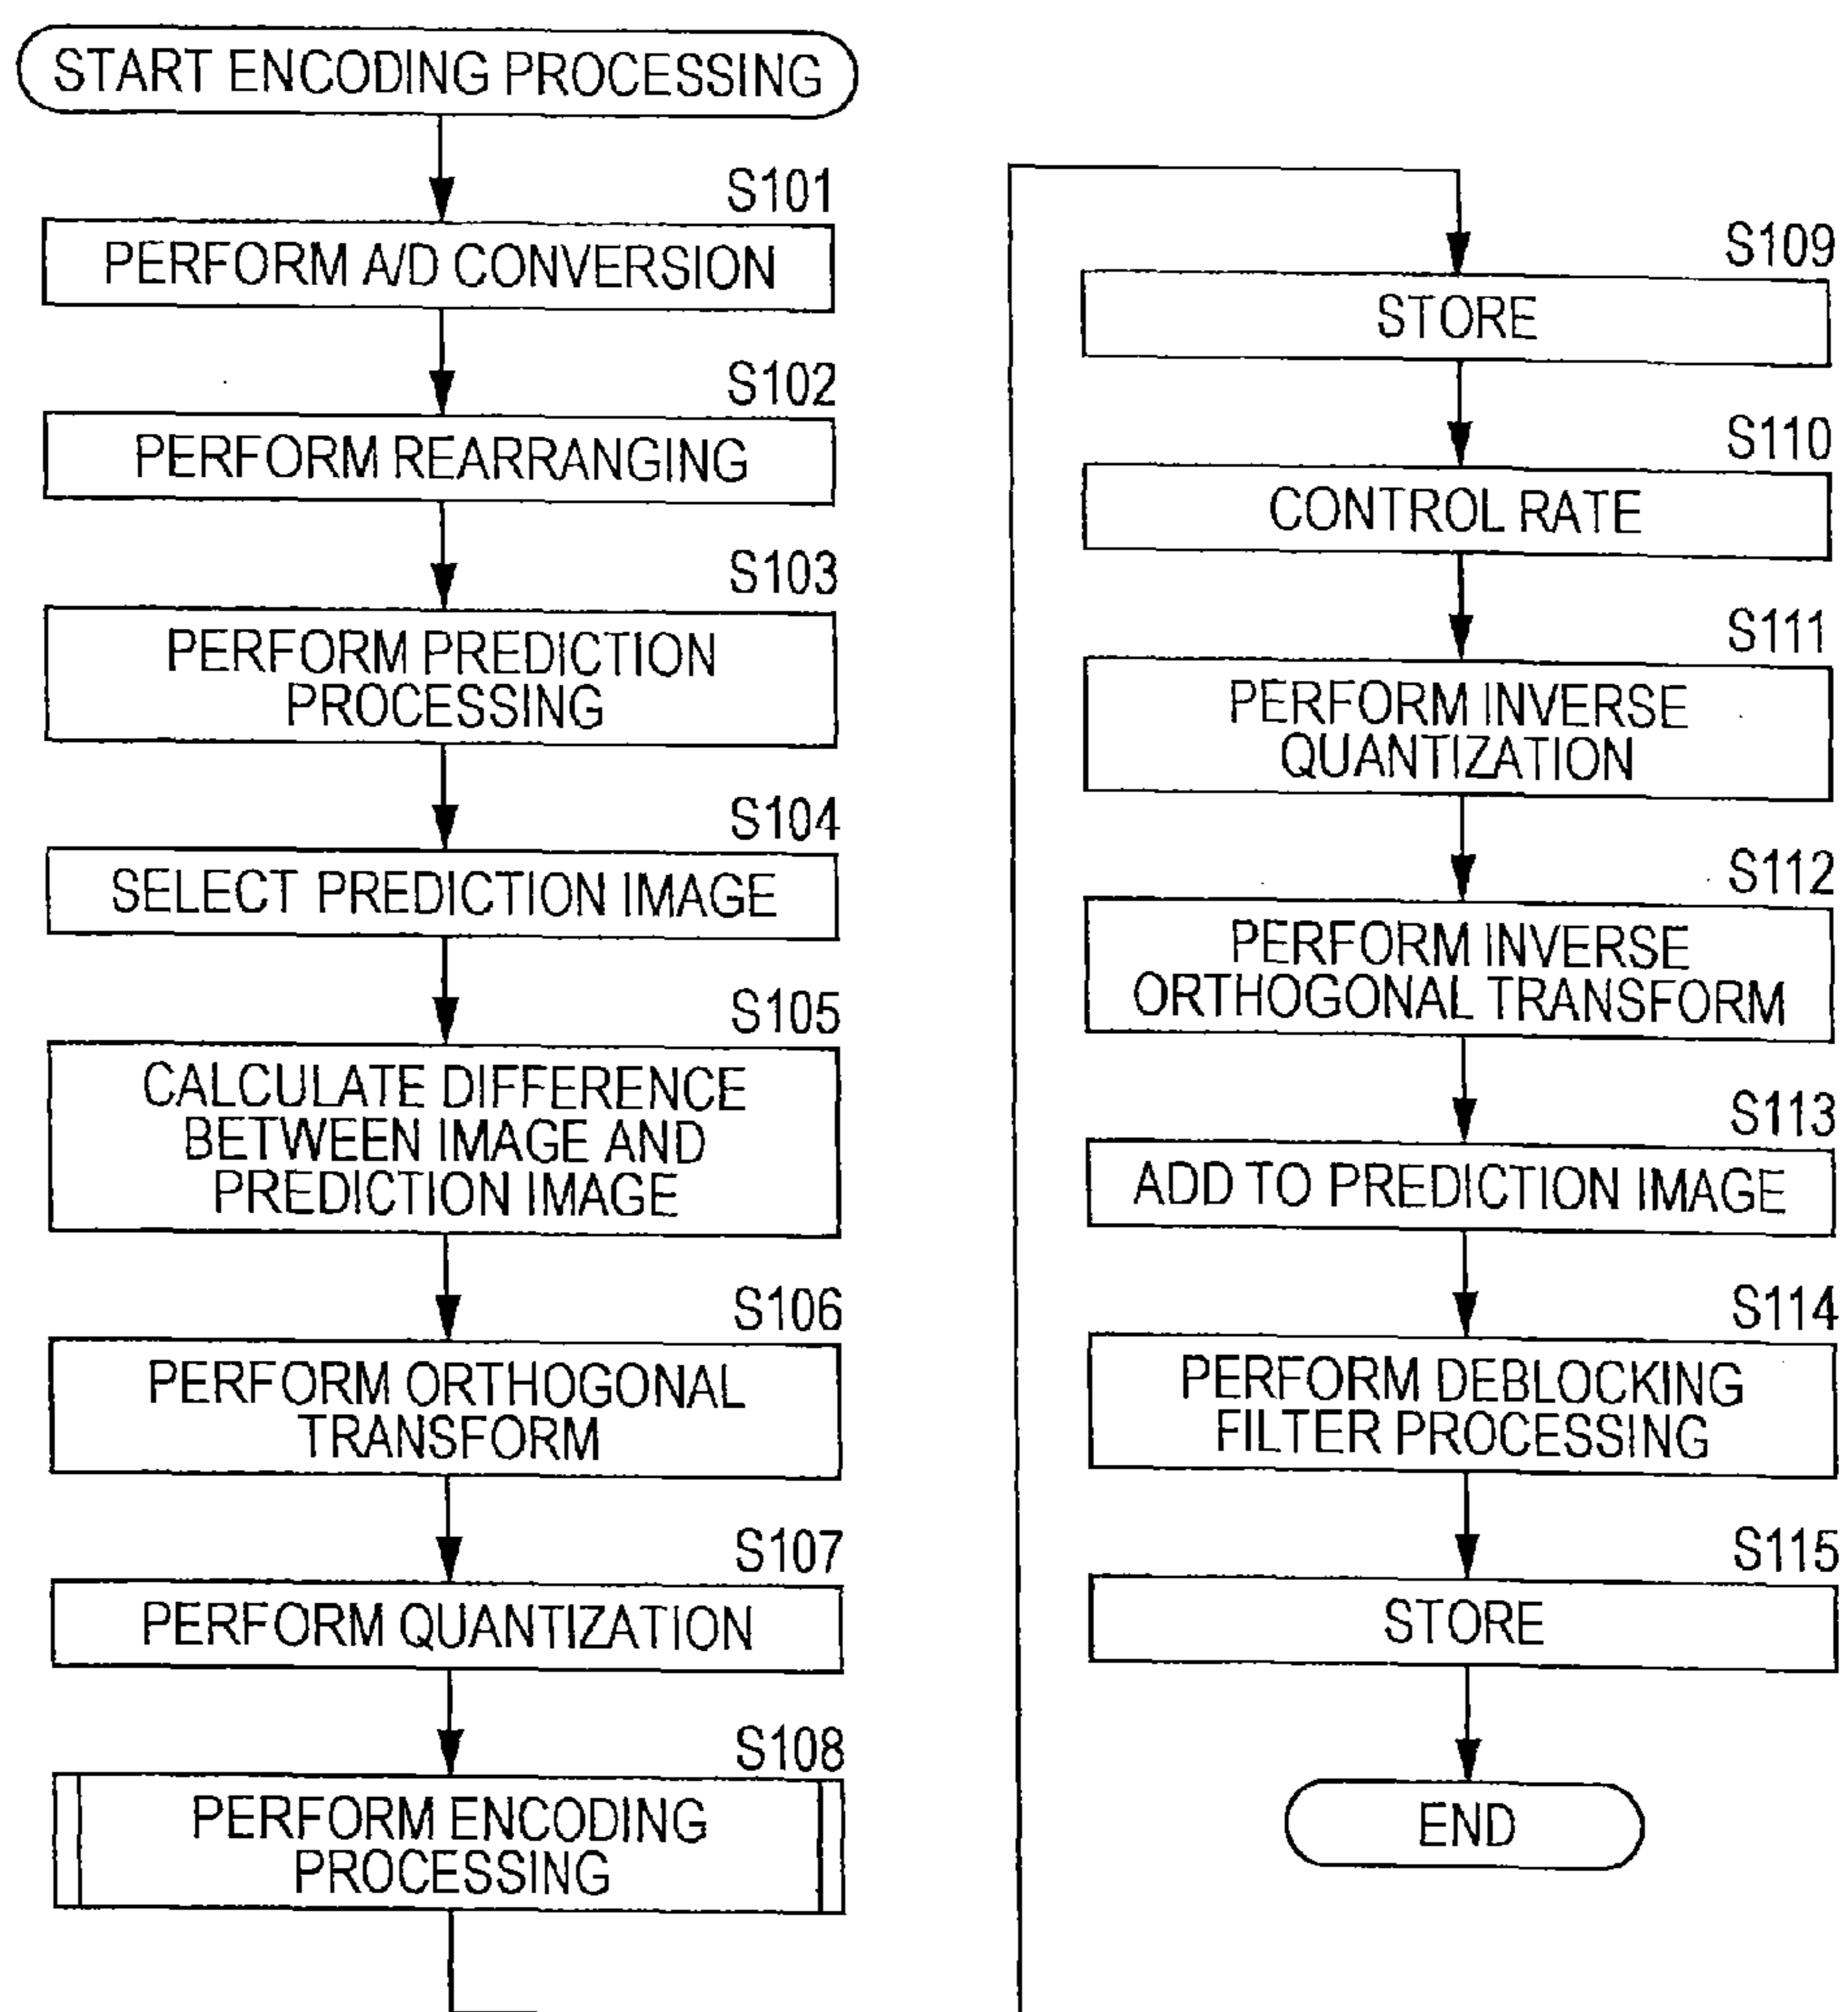 START ENCODING PROCESSING
S101
PERFORM A/D CONVERSION
S102
PERFORM REARRANGING
S103
PERFORM PREDICTION
PROCESSING
S104
SELECT PREDICTION IMAGE
S105
CALCULATE DIFFERENCE
BETWEEN IMAGE AND
PREDICTION IMAGE
S106
PERFORM ORTHOGONAL
TRANSFORM
S107
PERFORM QUANTIZATION
S108
PERFORM ENCODING
PROCESSING
S109
STORE
S110
CONTROL RATE
S111
PERFORM INVERSE
QUANTIZATION
S112
PERFORM INVERSE
ORTHOGONAL TRANSFORM
S113
ADD TO PREDICTION IMAGE
S114
PERFORM DEBLOCKING
FILTER PROCESSING
S115
STORE
END